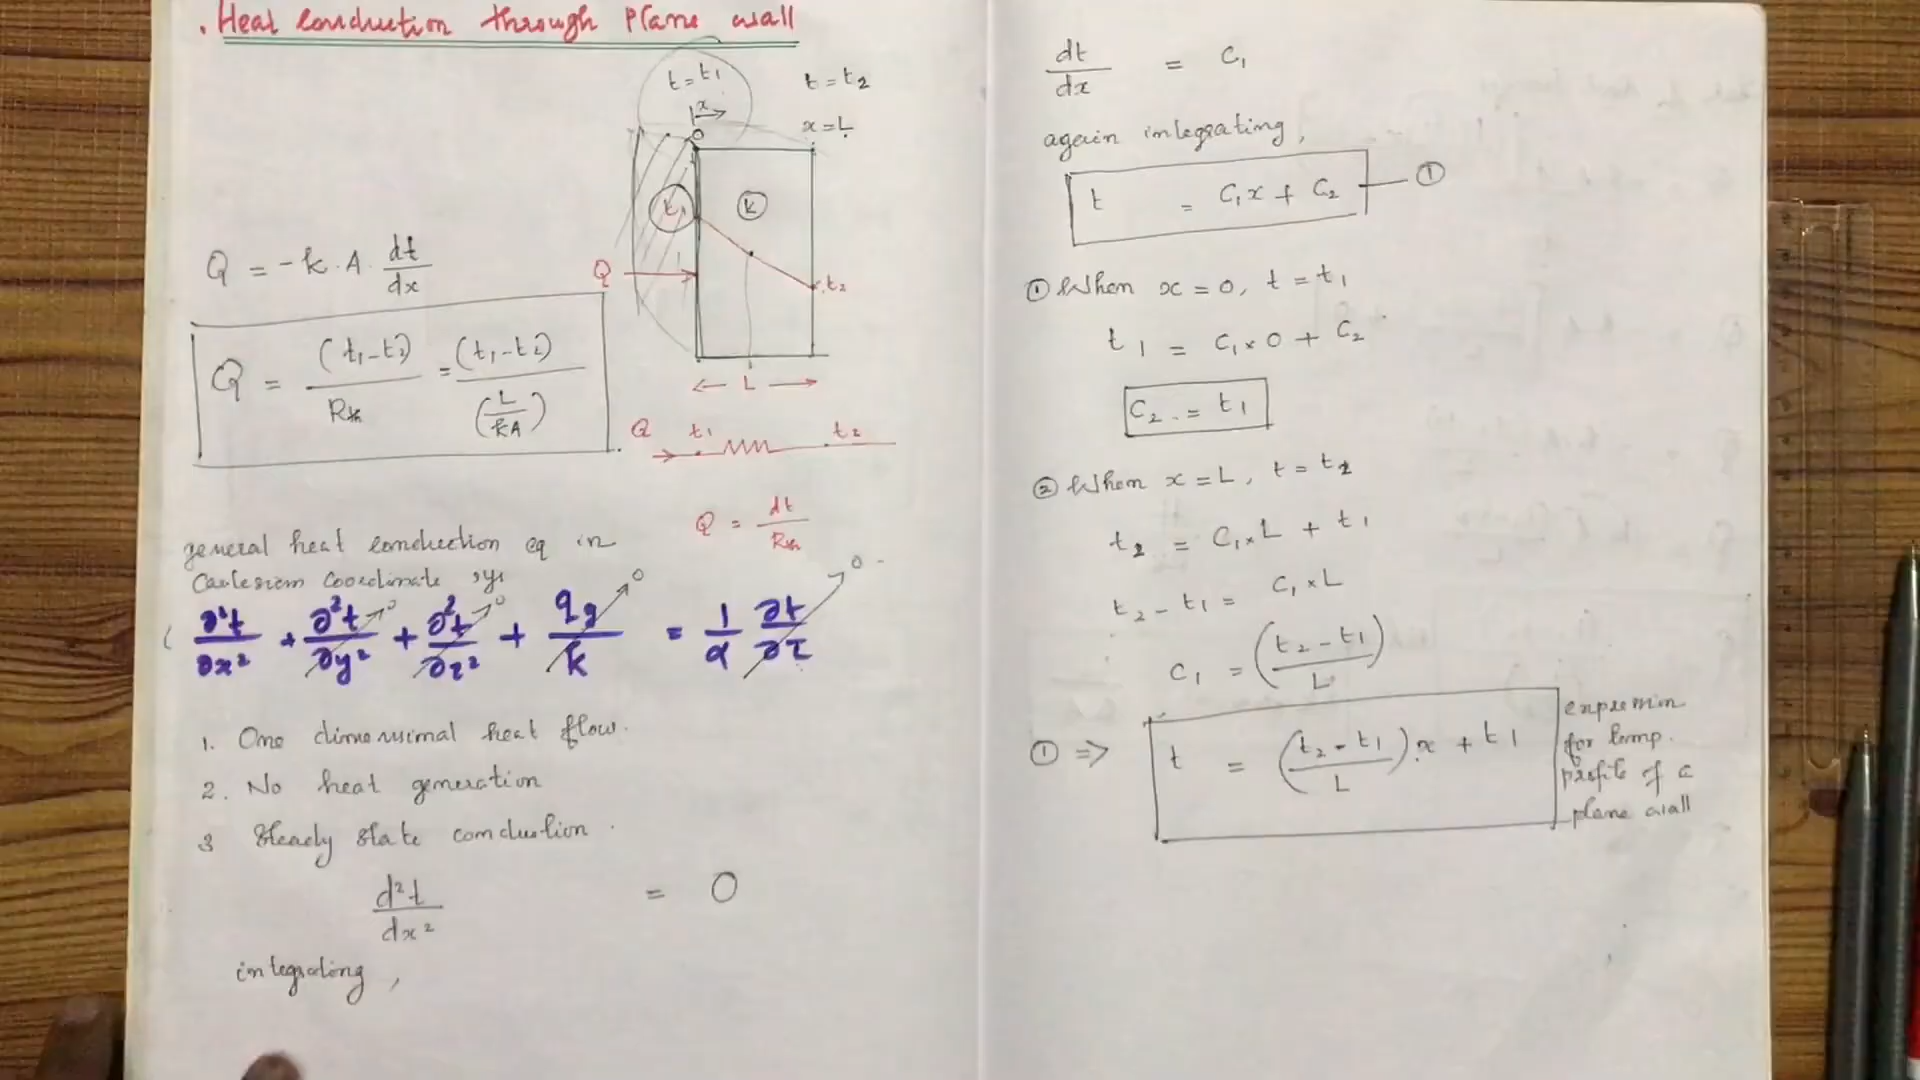 . Heat conduction through Plane wall
t = t1
t = t2
x
0
x = L
t1
K
Q = -k . A . dt/dx
Q
t2
Q = (t1 - t2)/Rth = (t1 - t2)/(L/kA)
L
Q t1 t2
Q = dt/Rth
general heat conduction eq in
Cartesian Coordinate sys
∂²t/∂x² + ∂²t/∂y² + ∂²t/∂z² + qg/k = 1/α ∂t/∂τ
0 0 0 0
1. One dimensional heat flow.
2. No heat generation
3 Steady state conduction .
d²t/dx² = 0
integrating ,
dt/dx = C1
again integrating ,
t = C1x + C2 — ①
① When x = 0, t = t1
t1 = C1 × 0 + C2
C2 = t1
② When x = L, t = t2
t2 = C1 × L + t1
t2 - t1 = C1 × L
C1 = (t2 - t1 / L)
① ⇒ t = (t2 - t1 / L) . x + t1
expression
for temp.
profile of a
plane wall